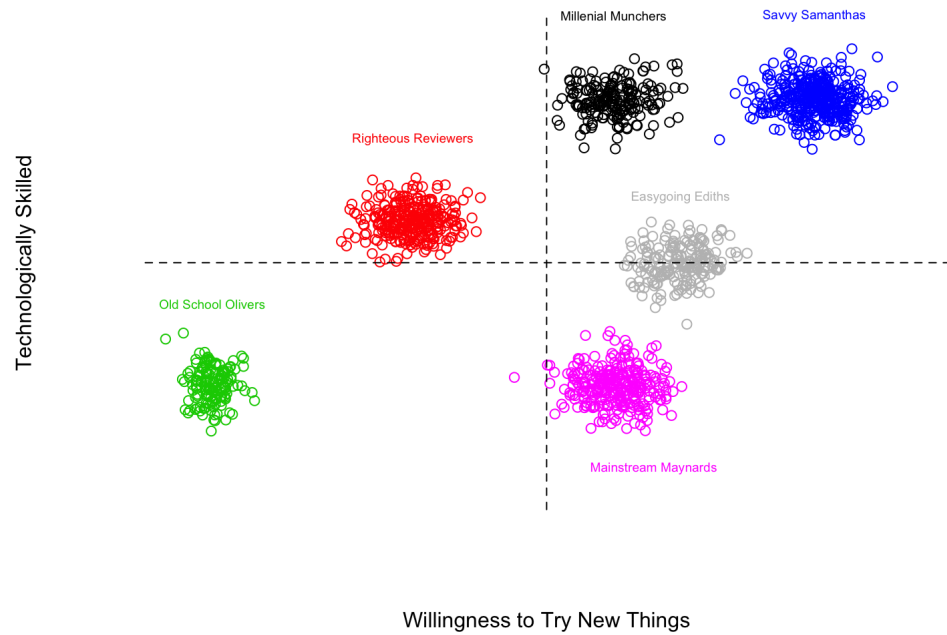 Millenial Munchers
Savvy Samanthas
Righteous Reviewers
Easygoing Ediths
Old School Olivers
Mainstream Maynards
Technologically Skilled
Willingness to Try New Things